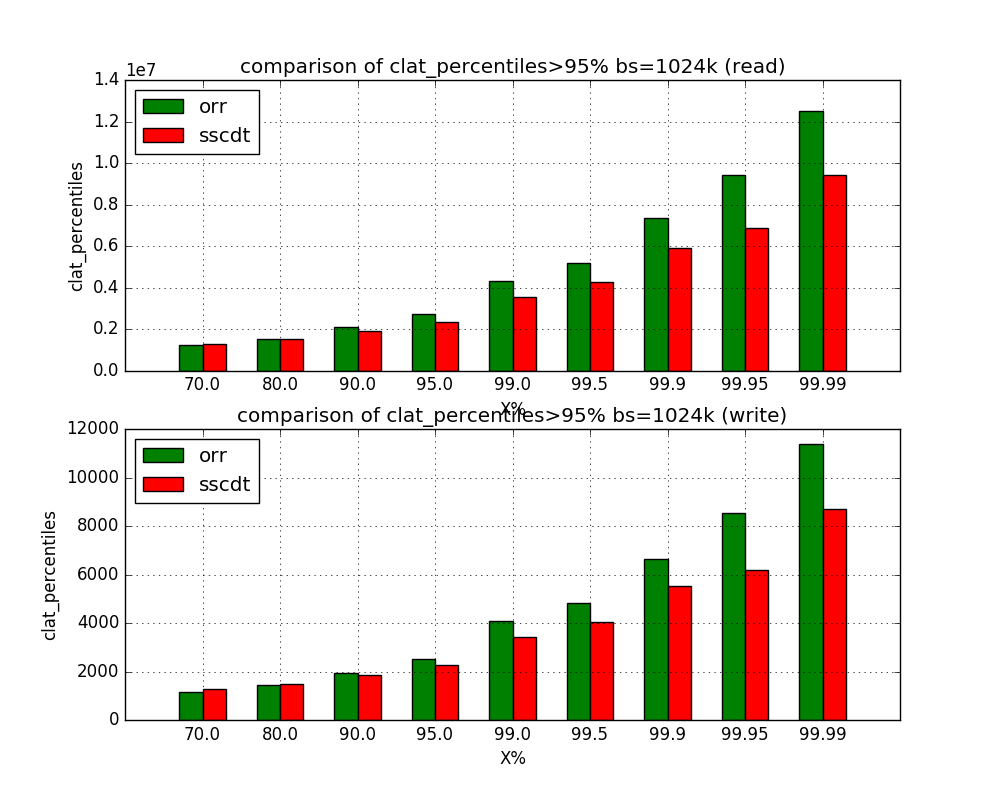 comparison of clat_percentiles>95% bs=1024k (read)
1e7
1.4
1.2
1.0
0.8
0.6
0.4
0.2
0.0
clat_percentiles
orr
sscdt
70.0 80.0 90.0 95.0 99.0 99.5 99.9 99.95 99.99
X%
comparison of clat_percentiles>95% bs=1024k (write)
12000
10000
8000
6000
4000
2000
0
clat_percentiles
orr
sscdt
70.0 80.0 90.0 95.0 99.0 99.5 99.9 99.95 99.99
X%